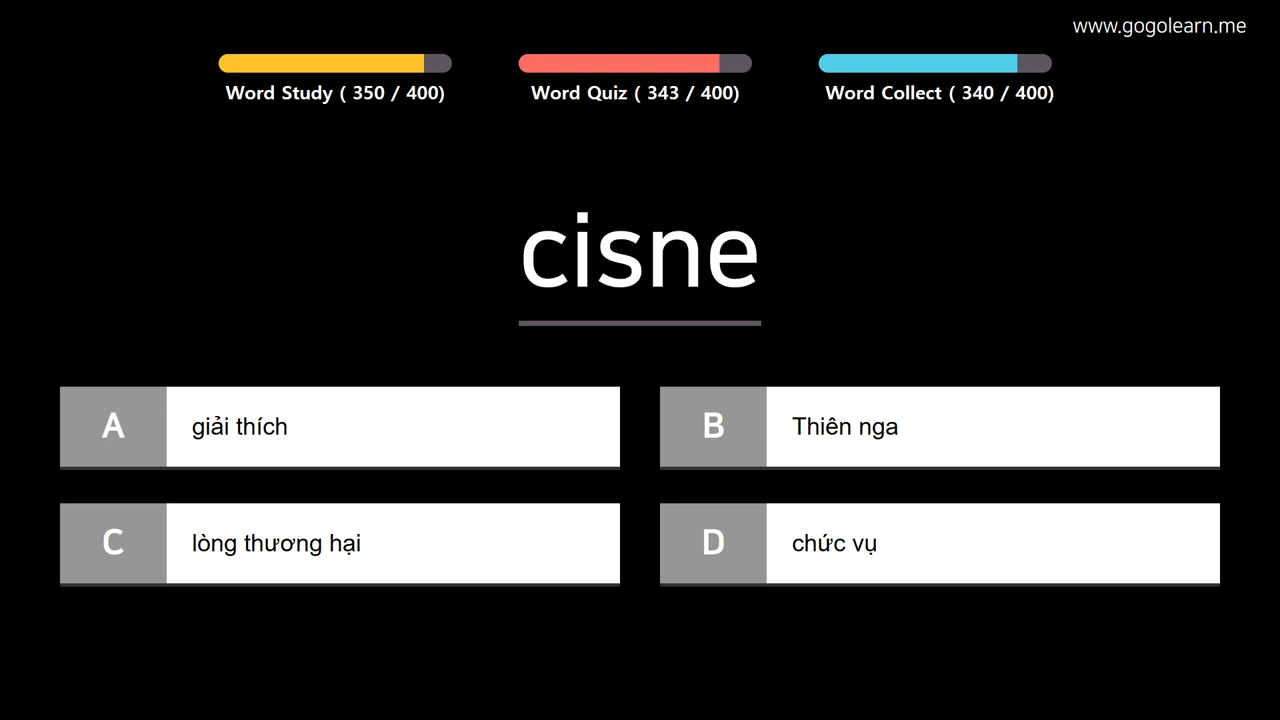 www.gogolearn.me
Word Study ( 350 / 400)
Word Quiz ( 343 / 400)
Word Collect ( 340 / 400)
cisne
A giải thích
B Thiên nga
C lòng thương hại
D chức vụ